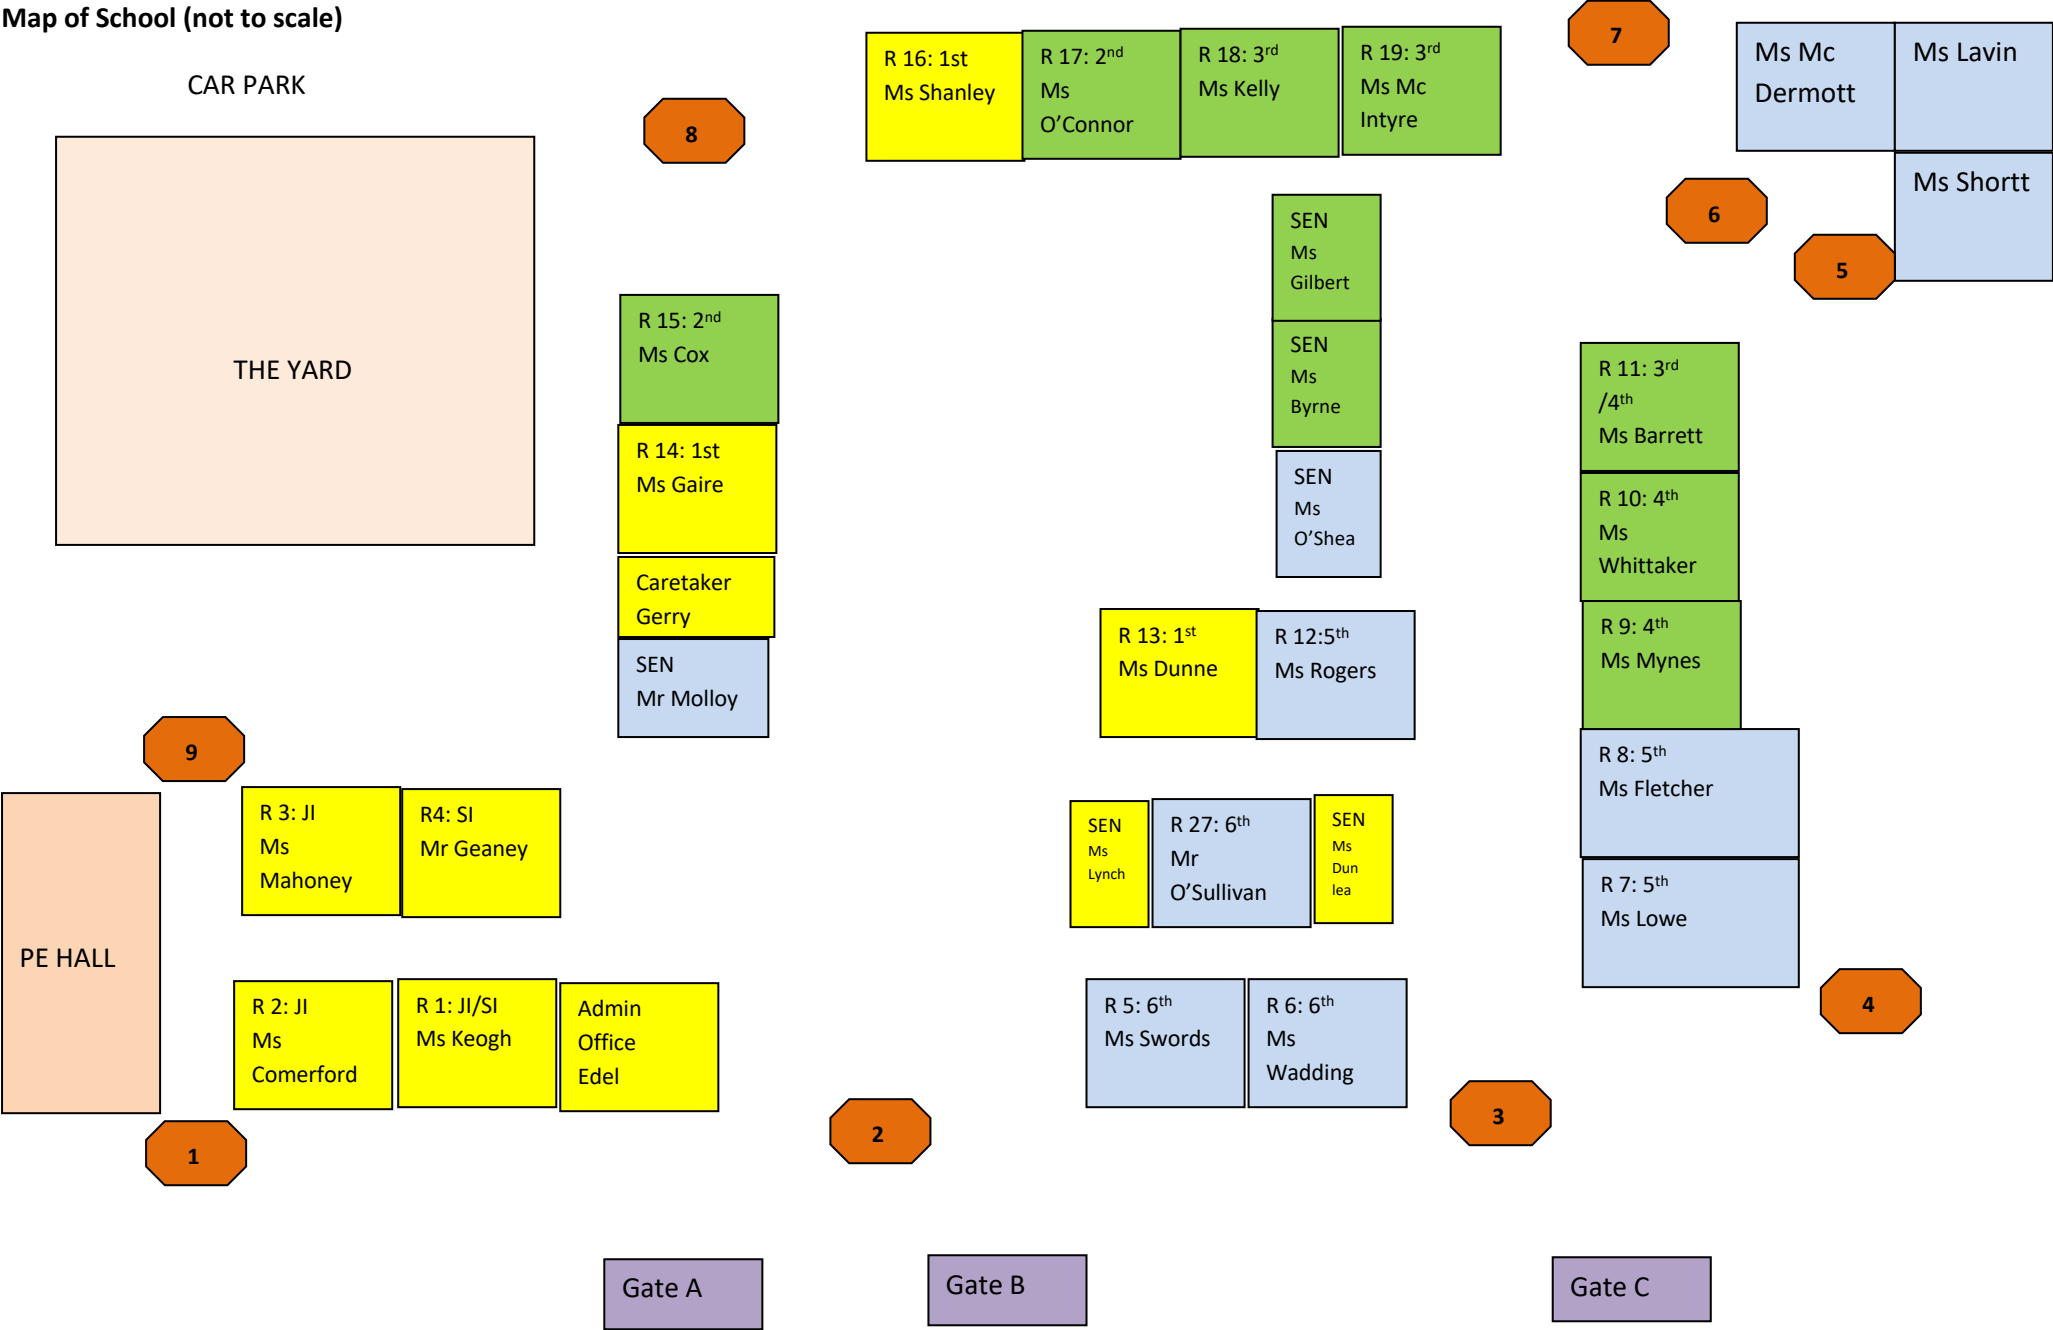 Map of School (not to scale)
CAR PARK
THE YARD
8
R 16: 1st
Ms Shanley
R 17: 2nd
Ms
O’Connor
R 18: 3rd
Ms Kelly
R 19: 3rd
Ms Mc
Intyre
7
Ms Mc
Dermott
Ms Lavin
Ms Shortt
6
5
SEN
Ms
Gilbert
SEN
Ms
Byrne
SEN
Ms
O’Shea
R 15: 2nd
Ms Cox
R 14: 1st
Ms Gaire
Caretaker
Gerry
SEN
Mr Molloy
R 11: 3rd
/4th
Ms Barrett
R 10: 4th
Ms
Whittaker
R 9: 4th
Ms Mynes
R 8: 5th
Ms Fletcher
R 7: 5th
Ms Lowe
R 13: 1st
Ms Dunne
R 12:5th
Ms Rogers
9
PE HALL
R 3: JI
Ms
Mahoney
R4: SI
Mr Geaney
SEN
Ms
Lynch
R 27: 6th
Mr
O’Sullivan
SEN
Ms
Dun
lea
R 2: JI
Ms
Comerford
R 1: JI/SI
Ms Keogh
Admin
Office
Edel
R 5: 6th
Ms Swords
R 6: 6th
Ms
Wadding
4
3
2
1
Gate A
Gate B
Gate C